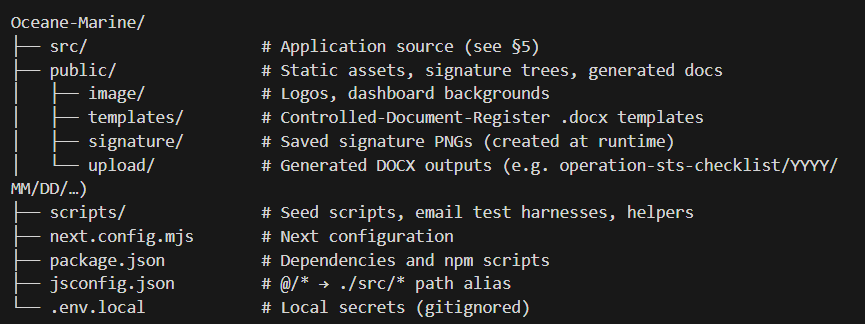 Oceane-Marine/
├── src/              # Application source (see §5)
├── public/           # Static assets, signature trees, generated docs
│   ├── image/        # Logos, dashboard backgrounds
│   ├── templates/    # Controlled-Document-Register .docx templates
│   ├── signature/    # Saved signature PNGs (created at runtime)
│   └── upload/       # Generated DOCX outputs (e.g. operation-sts-checklist/YYYY/
MM/DD/…)
├── scripts/          # Seed scripts, email test harnesses, helpers
├── next.config.mjs   # Next configuration
├── package.json      # Dependencies and npm scripts
├── jsconfig.json     # @/* → ./src/* path alias
└── .env.local        # Local secrets (gitignored)